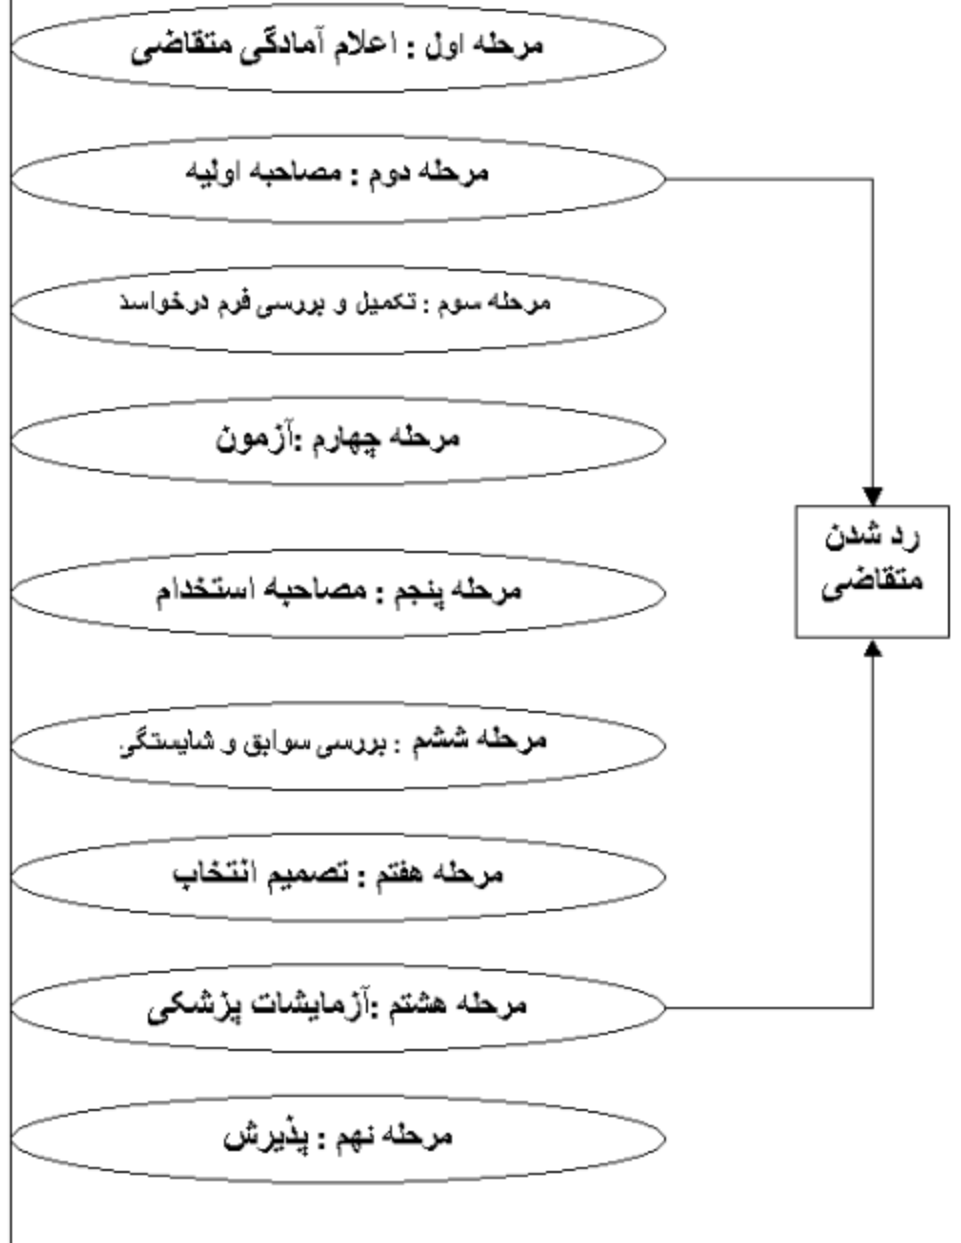 مرحله اول : اعلام آمادگی متقاضی
مرحله دوم : مصاحبه اولیه
مرحله سوم : تکمیل و بررسی فرم درخواسد
مرحله چهارم :آزمون
رد شدن
متقاضی
مرحله پنجم : مصاحبه استخدام
مرحله ششم : بررسی سوابق و شایستگی
مرحله هفتم : تصمیم انتخاب
مرحله هشتم :آزمایشات پزشکی
مرحله نهم : پذیرش